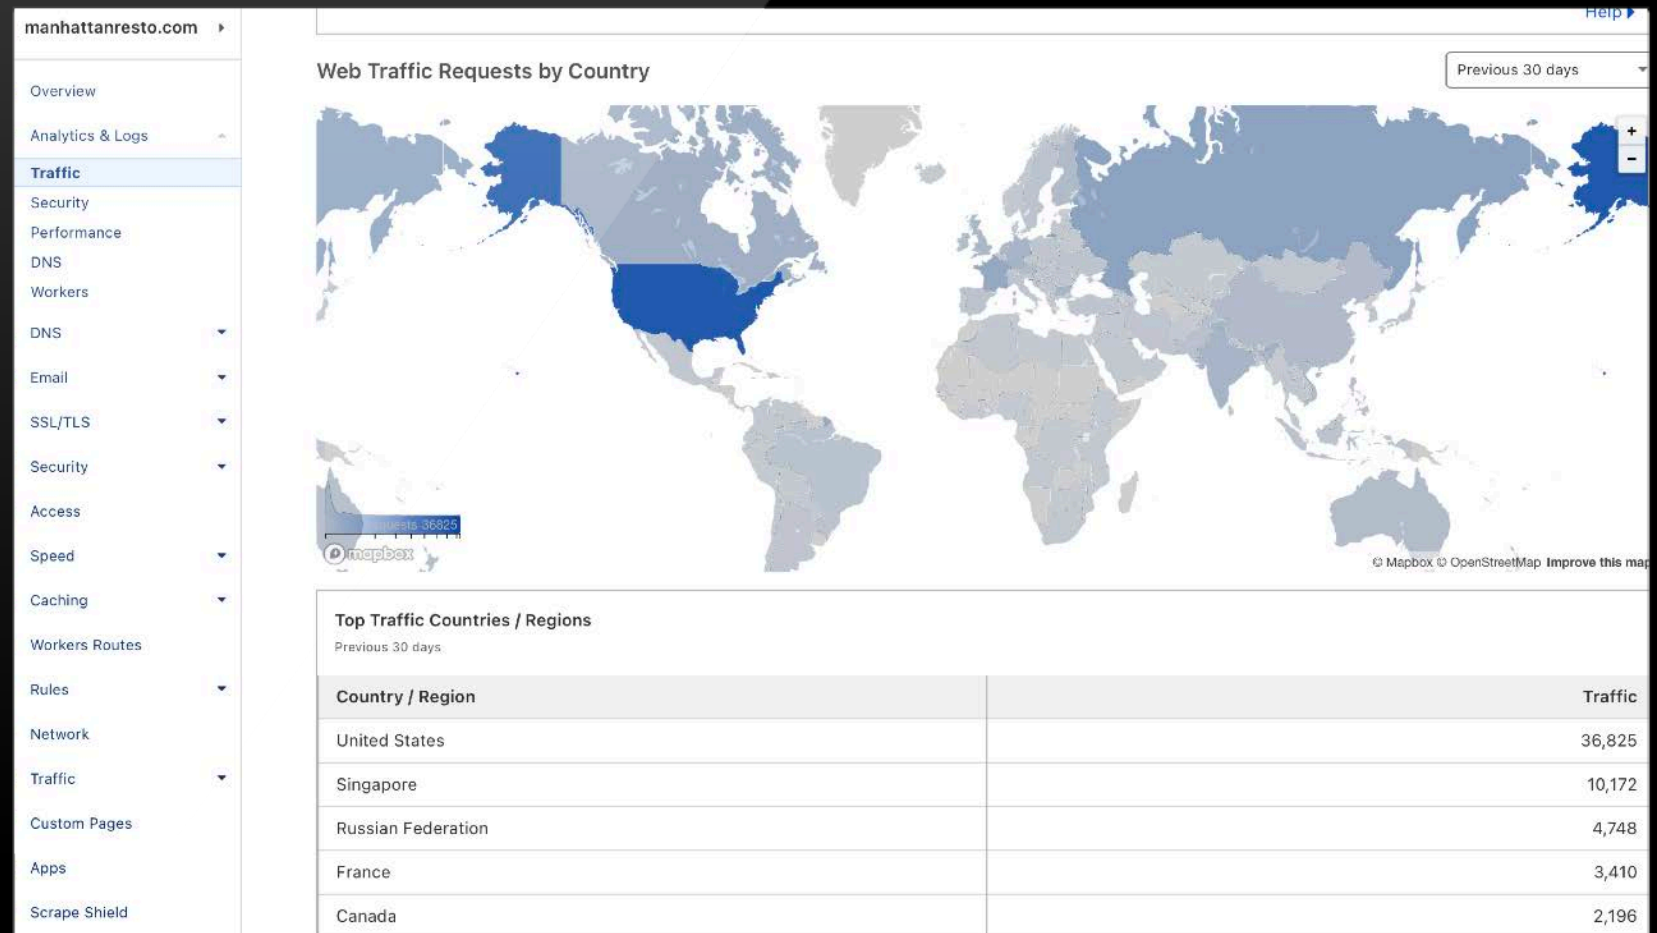 manhattanresto.com
Overview
Analytics & Logs
Traffic
Security
Performance
DNS
Workers
DNS
Email
SSL/TLS
Security
Access
Speed
Caching
Workers Routes
Rules
Network
Traffic
Custom Pages
Apps
Scrape Shield
Help
Web Traffic Requests by Country
Previous 30 days
+
-
36825
mapbox
© Mapbox © OpenStreetMap Improve this map
Top Traffic Countries / Regions
Previous 30 days
Country / Region Traffic
United States 36,825
Singapore 10,172
Russian Federation 4,748
France 3,410
Canada 2,196